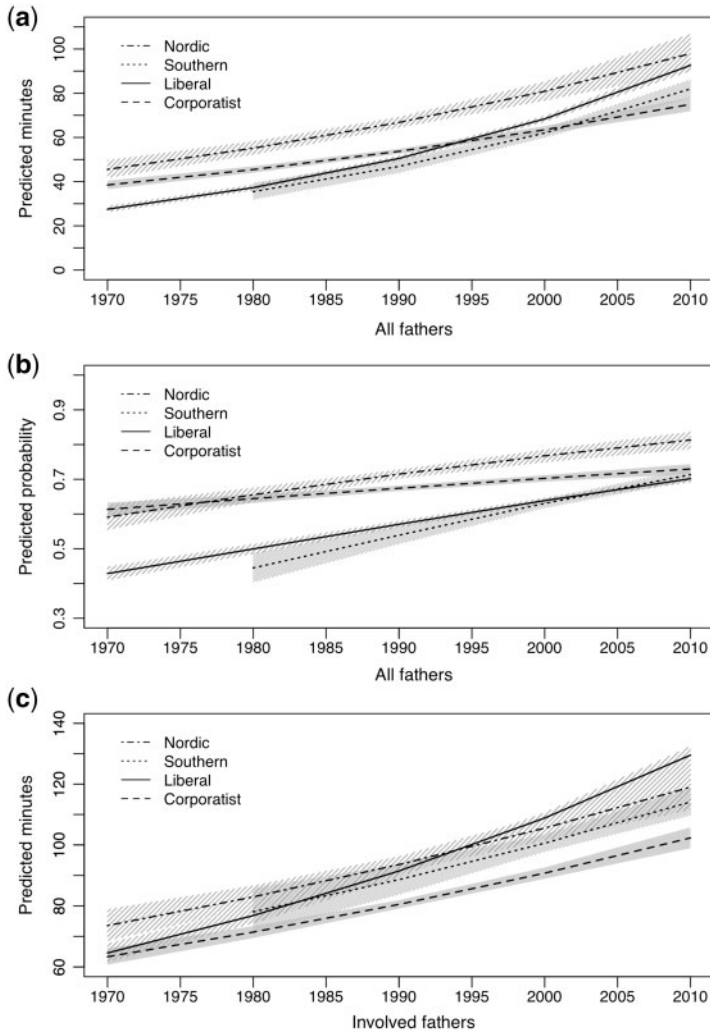 (a)
Predicted minutes
0 20 40 60 80 100
Nordic
Southern
Liberal
Corporatist
1970 1975 1980 1985 1990 1995 2000 2005 2010
All fathers
(b)
Predicted probability
0.3 0.5 0.7 0.9
Nordic
Southern
Liberal
Corporatist
1970 1975 1980 1985 1990 1995 2000 2005 2010
All fathers
(c)
Predicted minutes
60 80 100 120 140
Nordic
Southern
Liberal
Corporatist
1970 1975 1980 1985 1990 1995 2000 2005 2010
Involved fathers